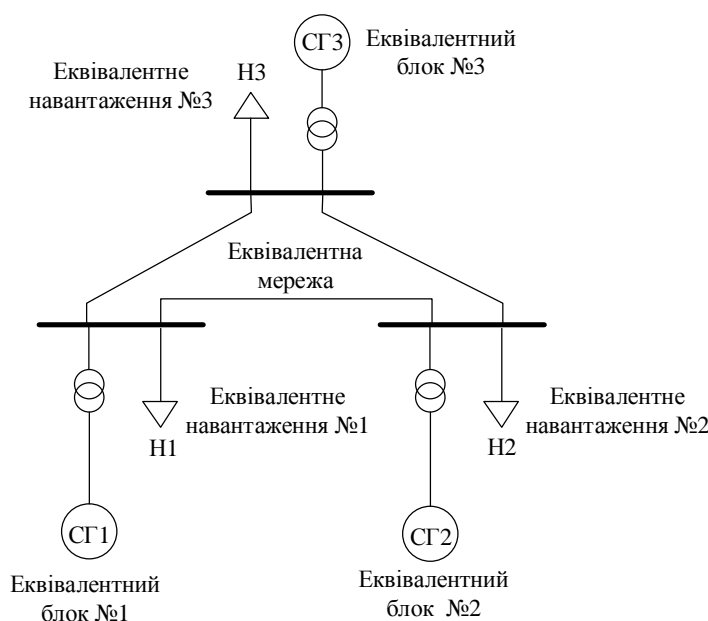 СГ3
Еквівалентний
блок №3
Еквівалентне
навантаження №3
Н3
Еквівалентна
мережа
Еквівалентне
навантаження №1
Н1
Еквівалентне
навантаження №2
Н2
СГ1
Еквівалентний
блок №1
СГ2
Еквівалентний
блок №2